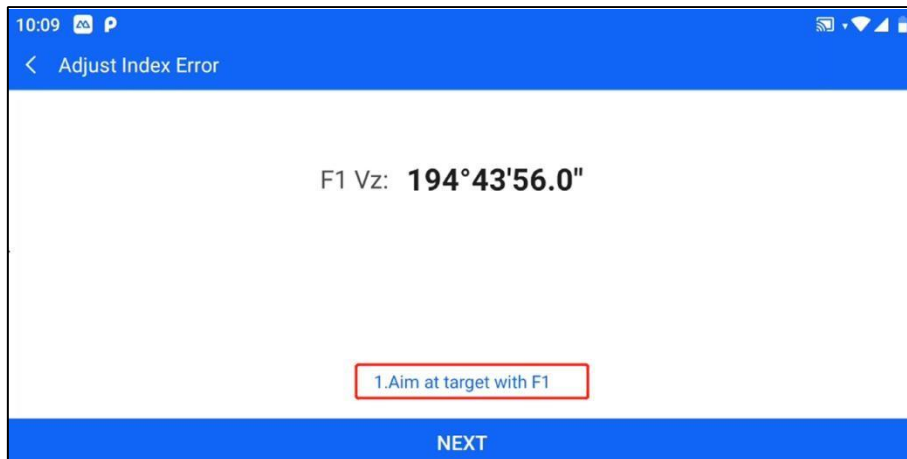 10:09
Adjust Index Error
F1 Vz: 194°43'56.0"
1.Aim at target with F1
NEXT